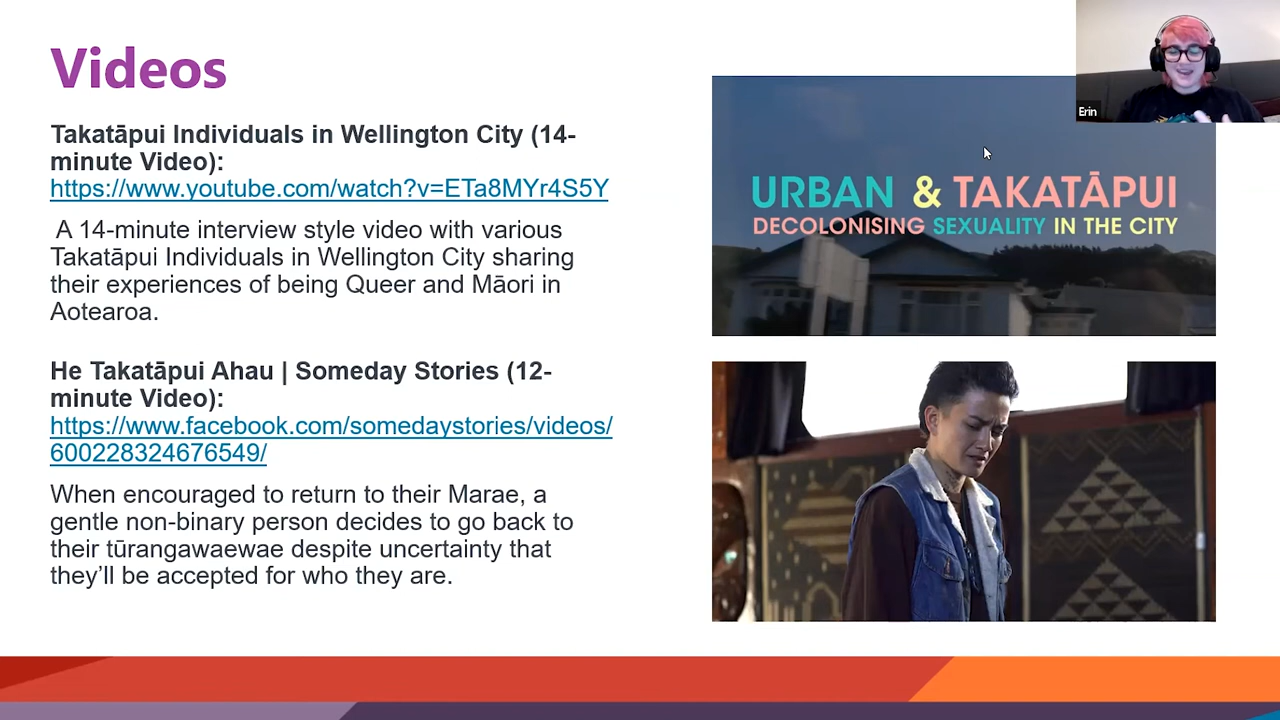 Videos
Takatāpui Individuals in Wellington City (14-
minute Video):
https://www.youtube.com/watch?v=ETa8MYr4S5Y
A 14-minute interview style video with various
Takatāpui Individuals in Wellington City sharing
their experiences of being Queer and Māori in
Aotearoa.
He Takatāpui Ahau | Someday Stories (12-
minute Video):
https://www.facebook.com/somedaystories/videos/
600228324676549/
When encouraged to return to their Marae, a
gentle non-binary person decides to go back to
their tūrangawaewae despite uncertainty that
they’ll be accepted for who they are.
URBAN & TAKATĀPUI
DECOLONISING SEXUALITY IN THE CITY
Erin